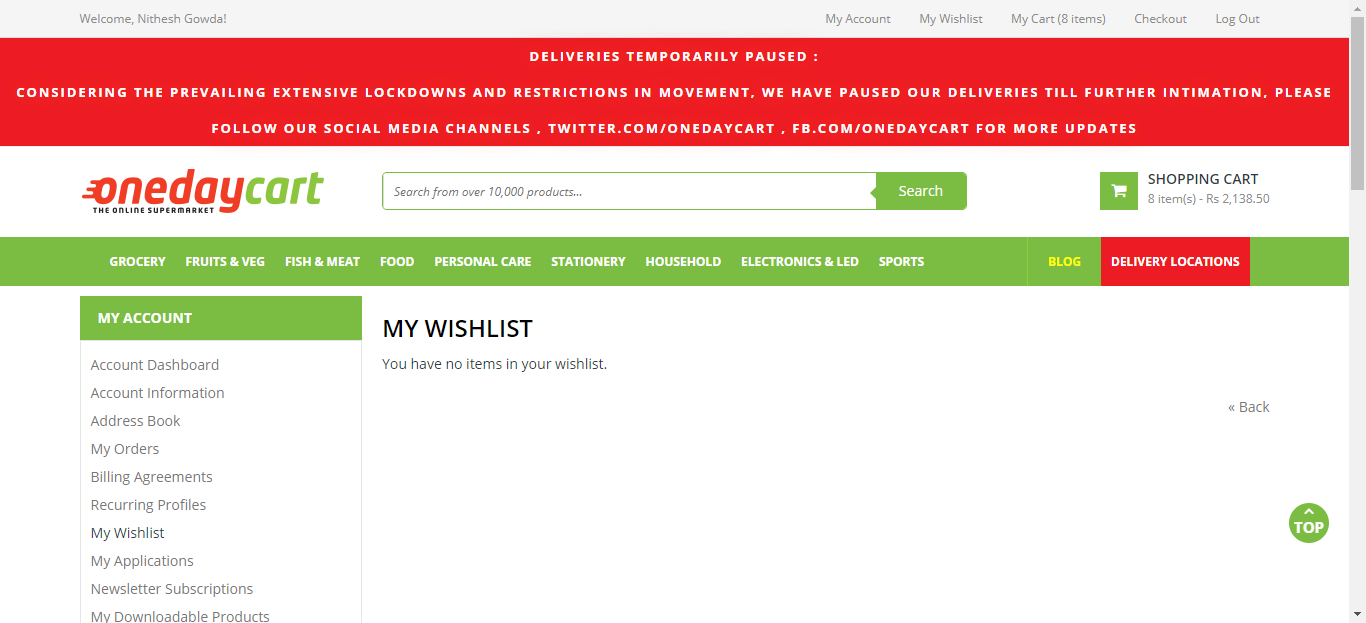 Welcome, Nithesh Gowda!
My Account My Wishlist My Cart (8 items) Checkout Log Out
DELIVERIES TEMPORARILY PAUSED :
CONSIDERING THE PREVAILING EXTENSIVE LOCKDOWNS AND RESTRICTIONS IN MOVEMENT, WE HAVE PAUSED OUR DELIVERIES TILL FURTHER INTIMATION, PLEASE
FOLLOW OUR SOCIAL MEDIA CHANNELS , TWITTER.COM/ONEDAYCART , FB.COM/ONEDAYCART FOR MORE UPDATES
onedaycart
THE ONLINE SUPERMARKET
Search from over 10,000 products...
Search
SHOPPING CART
8 item(s) - Rs 2,138.50
GROCERY FRUITS & VEG FISH & MEAT FOOD PERSONAL CARE STATIONERY HOUSEHOLD ELECTRONICS & LED SPORTS BLOG DELIVERY LOCATIONS
MY ACCOUNT
Account Dashboard
Account Information
Address Book
My Orders
Billing Agreements
Recurring Profiles
My Wishlist
My Applications
Newsletter Subscriptions
My Downloadable Products
MY WISHLIST
You have no items in your wishlist.
« Back
TOP